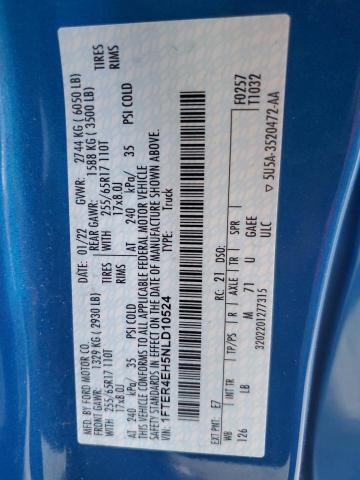 MFD. BY FORD MOTOR CO.
DATE: 01/22 GVWR: 2744 KG ( 6050 LB)
FRONT GAWR: 1329 KG ( 2930 LB) REAR GAWR: 1588 KG ( 3500 LB)
WITH 255/65R17 110T TIRES WITH 255/65R17 110T TIRES
17x8.0J RIMS 17x8.0J RIMS
AT 240 kPa/ 35 PSI COLD AT 240 kPa/ 35 PSI COLD
THIS VEHICLE CONFORMS TO ALL APPLICABLE FEDERAL MOTOR VEHICLE
SAFETY STANDARDS IN EFFECT ON THE DATE OF MANUFACTURE SHOWN ABOVE.
VIN: 1FTER4EH5NLD10524
TYPE: Truck
F0257
T1032
EXT PNT: E7 RC: 21 DSO:
WB INT TR TP/PS R AXLE TR SPR
126 LB M 71 U GAEE
ULC
3202201277315
5U5A-3520472-AA